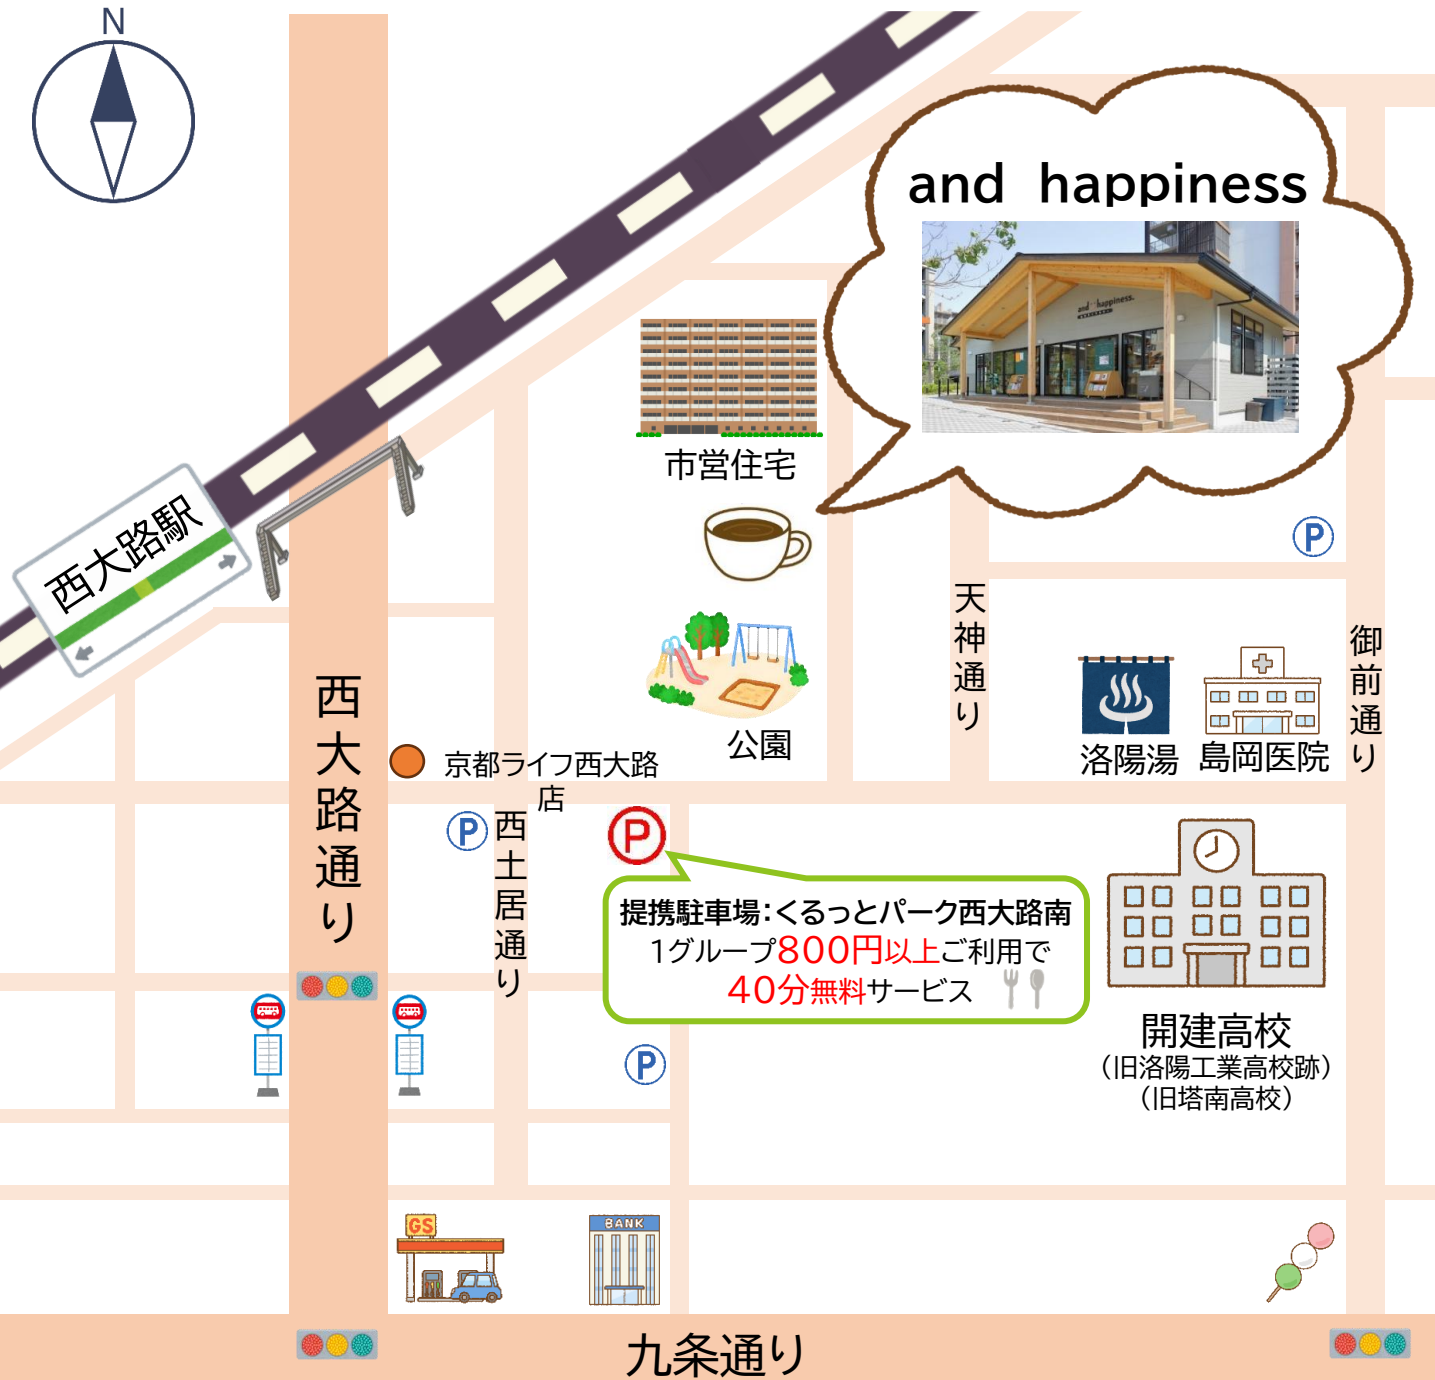 N
and happiness
and happiness.
市営住宅
西大路駅
天神通り
御前通り
西大路通り
公園
洛陽湯
島岡医院
京都ライフ西大路
店
P
P
P
西土居通り
P
提携駐車場：くるっとパーク西大路南
1グループ800円以上ご利用で
40分無料サービス
P
開建高校
（旧洛陽工業高校跡）
（旧塔南高校）
GS
BANK
九条通り